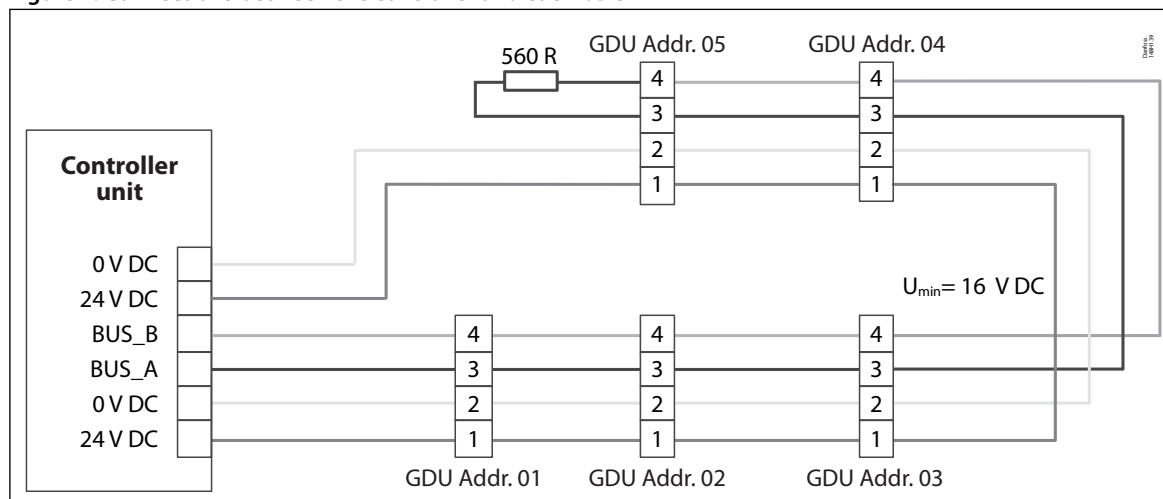 GDU Addr. 05
GDU Addr. 04
Danfoss
560 R
4
4
3
3
2
2
1
1
Controller
unit
0 V DC
24 V DC
BUS_B
BUS_A
0 V DC
24 V DC
Umin= 16 V DC
4
4
4
3
3
3
2
2
2
1
1
1
GDU Addr. 01
GDU Addr. 02
GDU Addr. 03